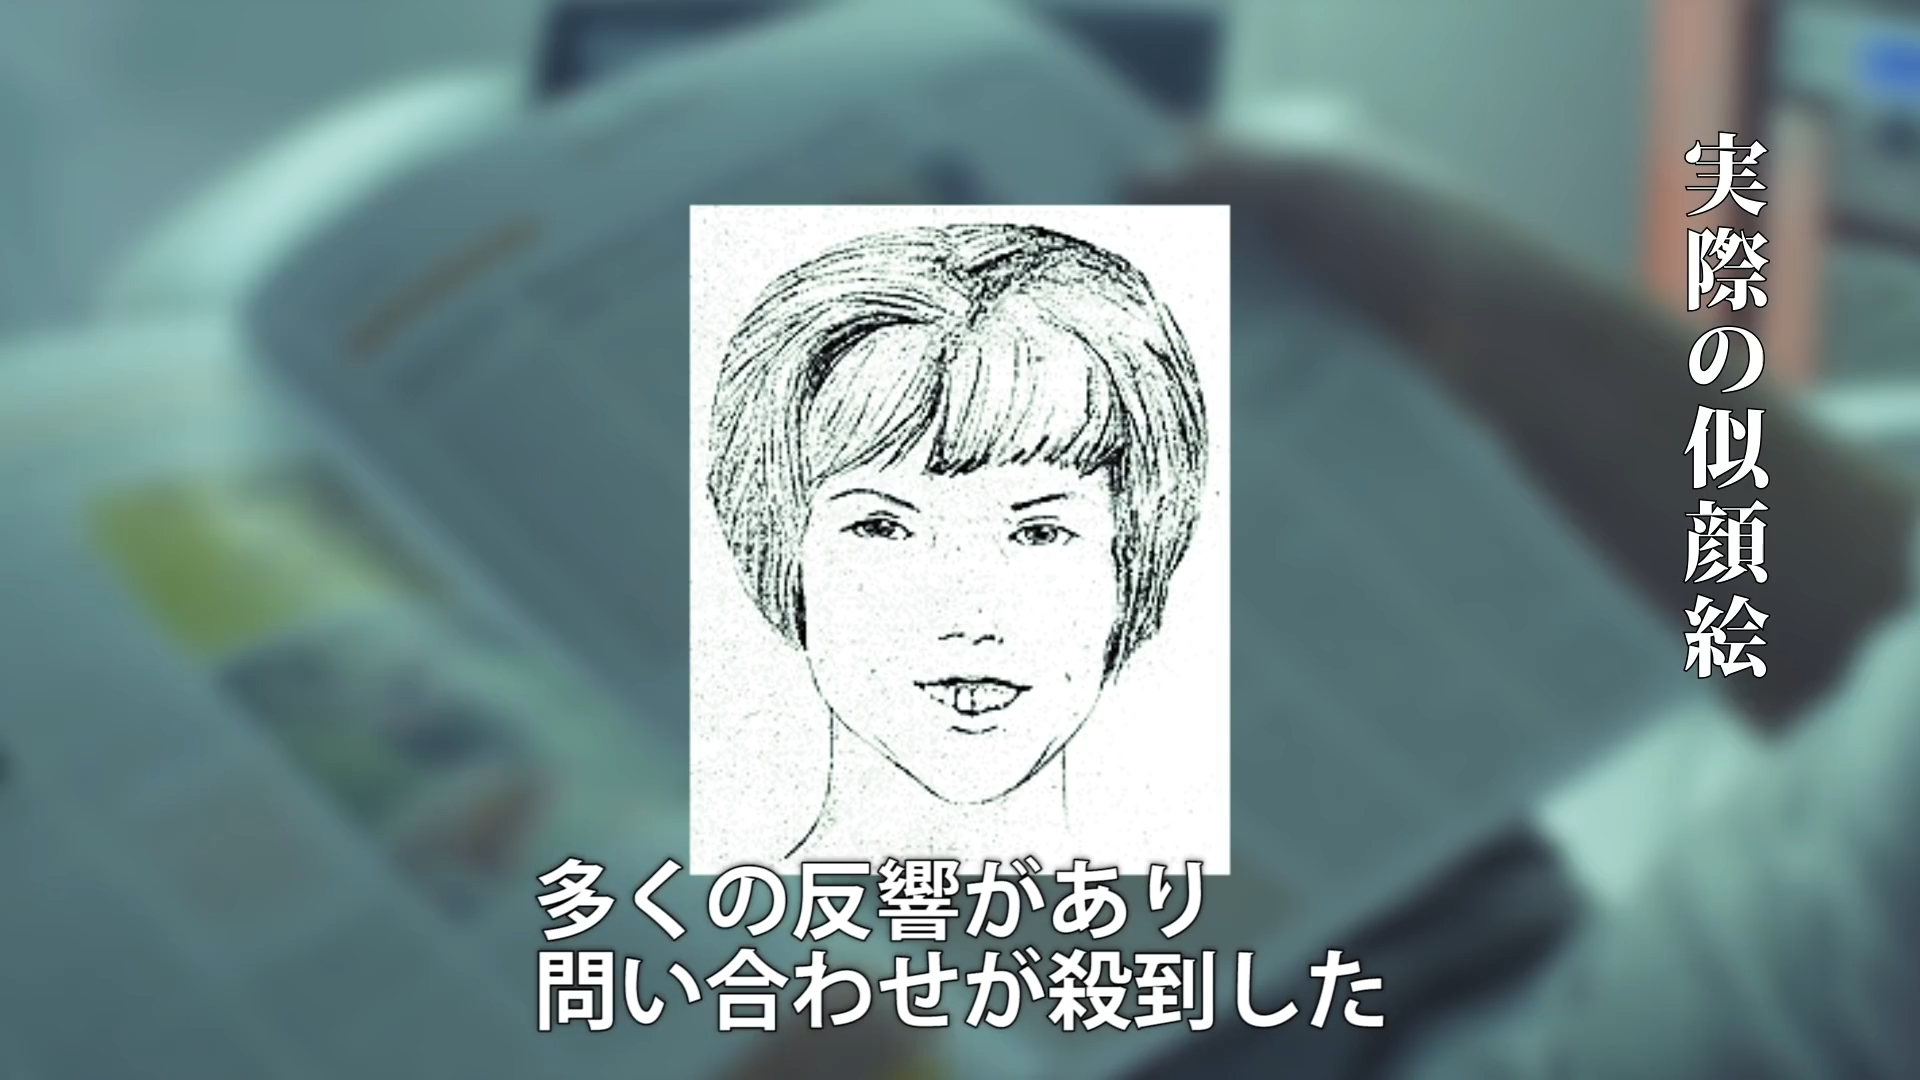 実際の似顔絵
多くの反響があり
問い合わせが殺到した